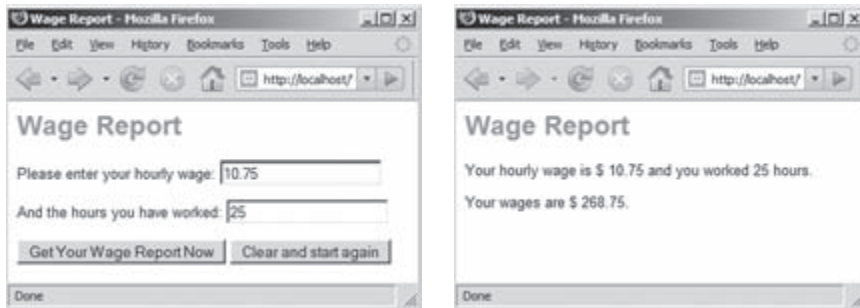 Wage Report - Mozilla Firefox
File Edit View History Bookmarks Tools Help
http://localhost/
Wage Report
Please enter your hourly wage: 10.75
And the hours you have worked: 25
Get Your Wage Report Now Clear and start again
Done
Wage Report - Mozilla Firefox
File Edit View History Bookmarks Tools Help
http://localhost/
Wage Report
Your hourly wage is $ 10.75 and you worked 25 hours.
Your wages are $ 268.75.
Done